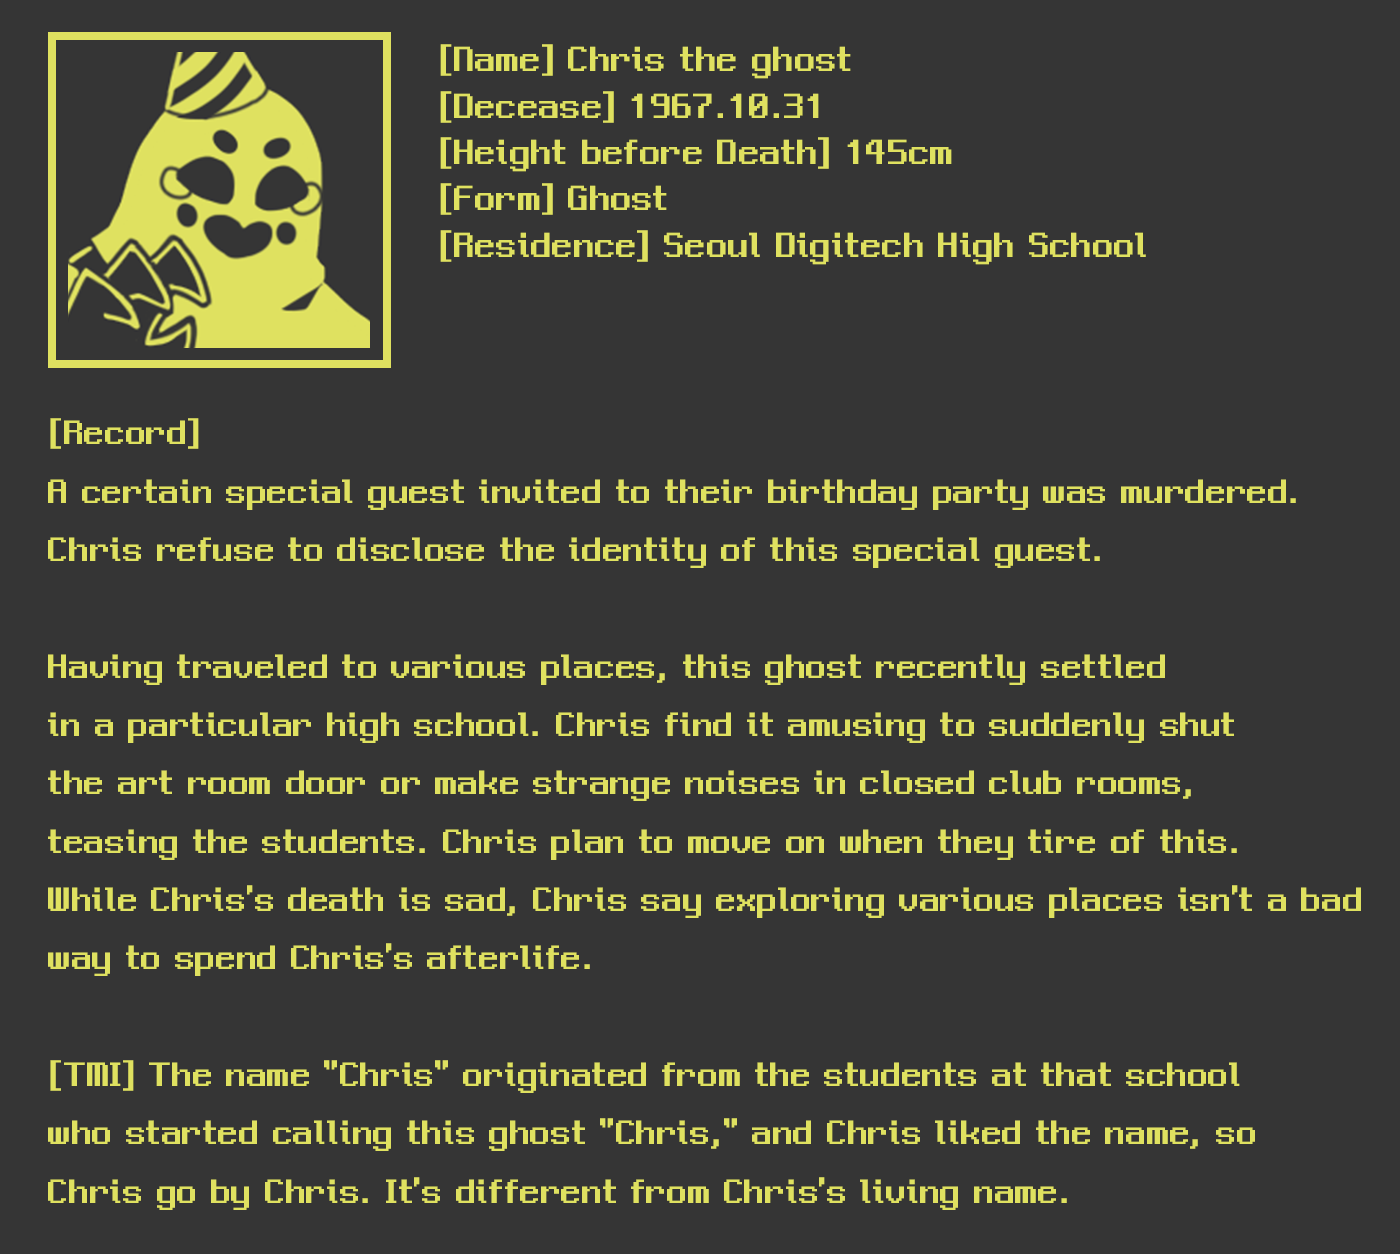 [Name] Chris the ghost
[Decease] 1967.10.31
[Height before Death] 145cm
[Form] Ghost
[Residence] Seoul Digitech High School
[Record]
A certain special guest invited to their birthday party was murdered.
Chris refuse to disclose the identity of this special guest.
Having traveled to various places, this ghost recently settled
in a particular high school. Chris find it amusing to suddenly shut
the art room door or make strange noises in closed club rooms,
teasing the students. Chris plan to move on when they tire of this.
While Chris's death is sad, Chris say exploring various places isn't a bad
way to spend Chris's afterlife.
[TMI] The name "Chris" originated from the students at that school
who started calling this ghost "Chris," and Chris liked the name, so
Chris go by Chris. It's different from Chris's living name.